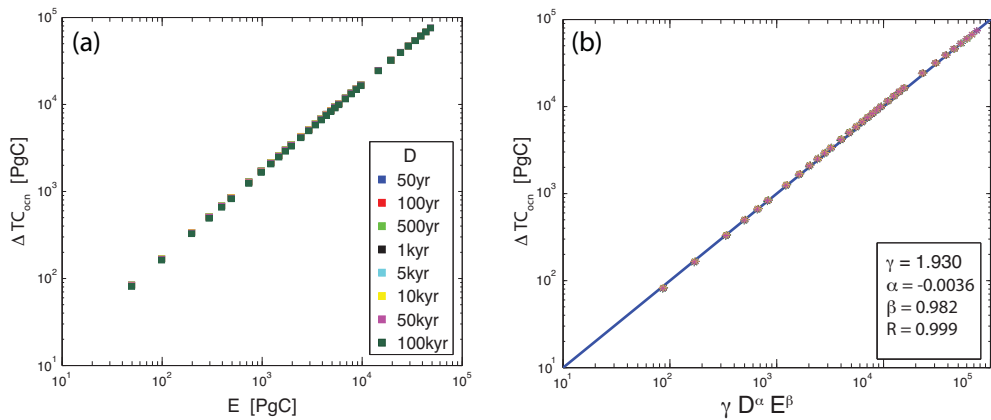 (a)
Δ TC_ocn [PgC]
10^5
10^4
10^3
10^2
10^1
10^1
10^2
10^3
10^4
10^5
E [PgC]
D
50yr
100yr
500yr
1kyr
5kyr
10kyr
50kyr
100kyr
(b)
Δ TC_ocn [PgC]
10^5
10^4
10^3
10^2
10^1
10^1
10^2
10^3
10^4
10^5
γ D^α E^β
γ = 1.930
α = -0.0036
β = 0.982
R = 0.999